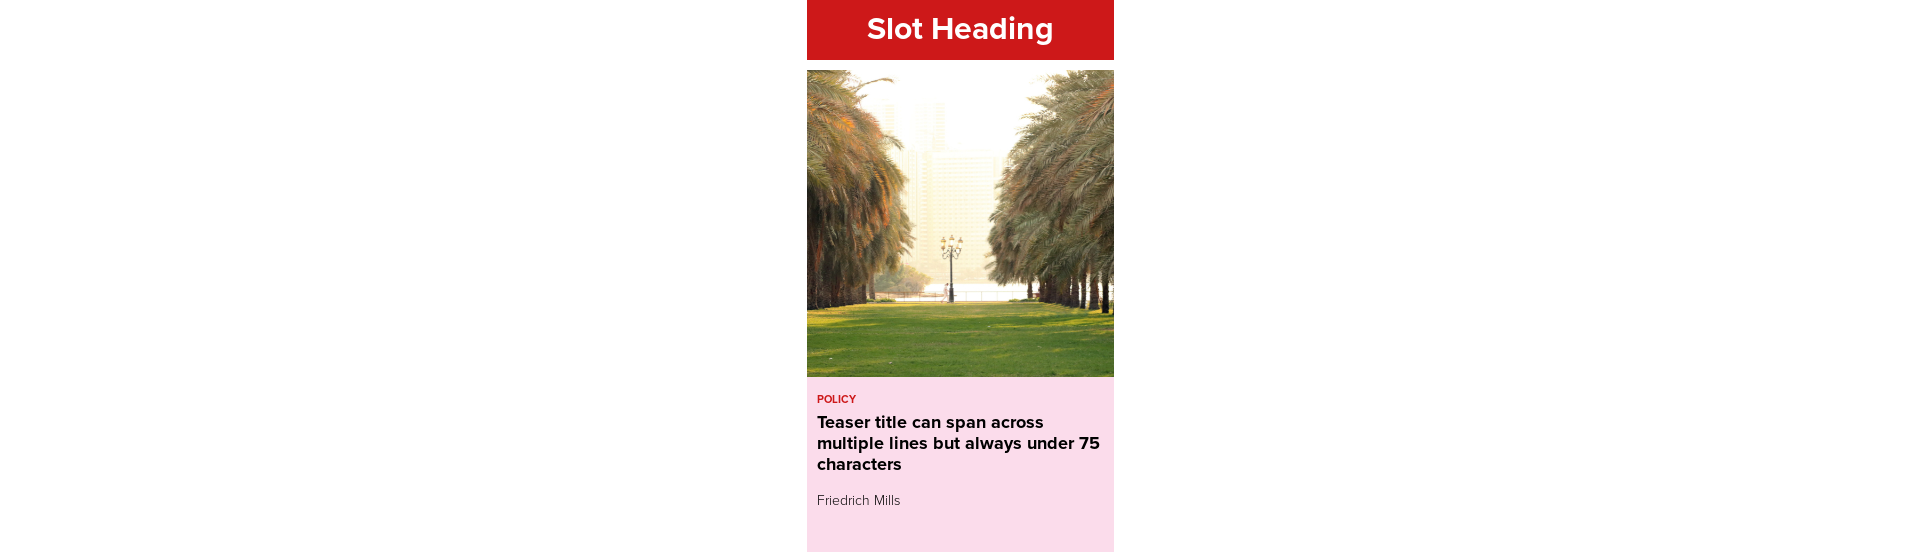 Slot Heading
POLICY
Teaser title can span across
multiple lines but always under 75
characters
Friedrich Mills